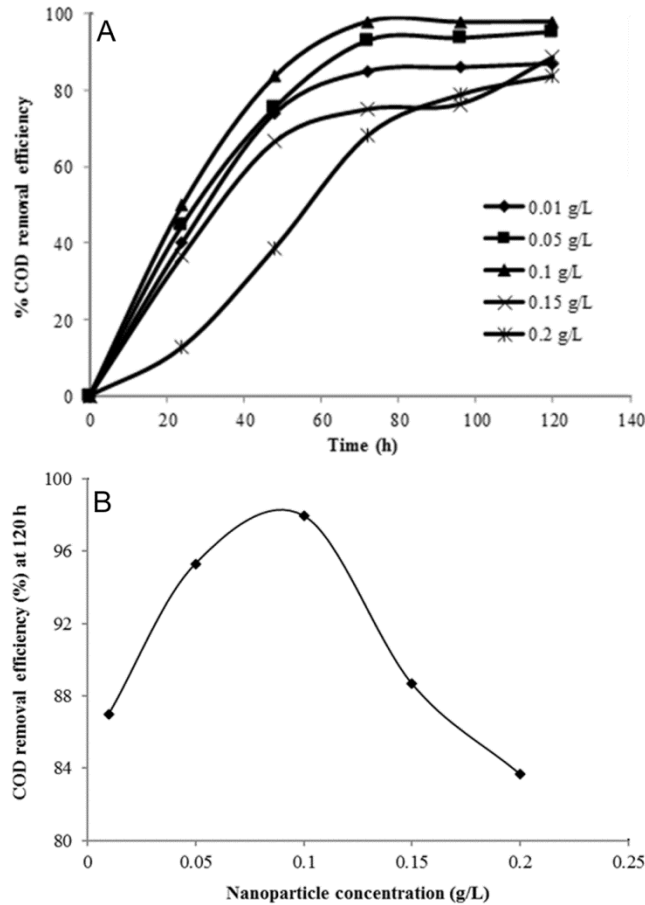 A
100
80
60
40
20
0
% COD removal efficiency
0.01 g/L
0.05 g/L
0.1 g/L
0.15 g/L
0.2 g/L
0 20 40 60 80 100 120 140
Time (h)
B
100
96
92
88
84
80
COD removal efficiency (%) at 120 h
0 0.05 0.1 0.15 0.2 0.25
Nanoparticle concentration (g/L)